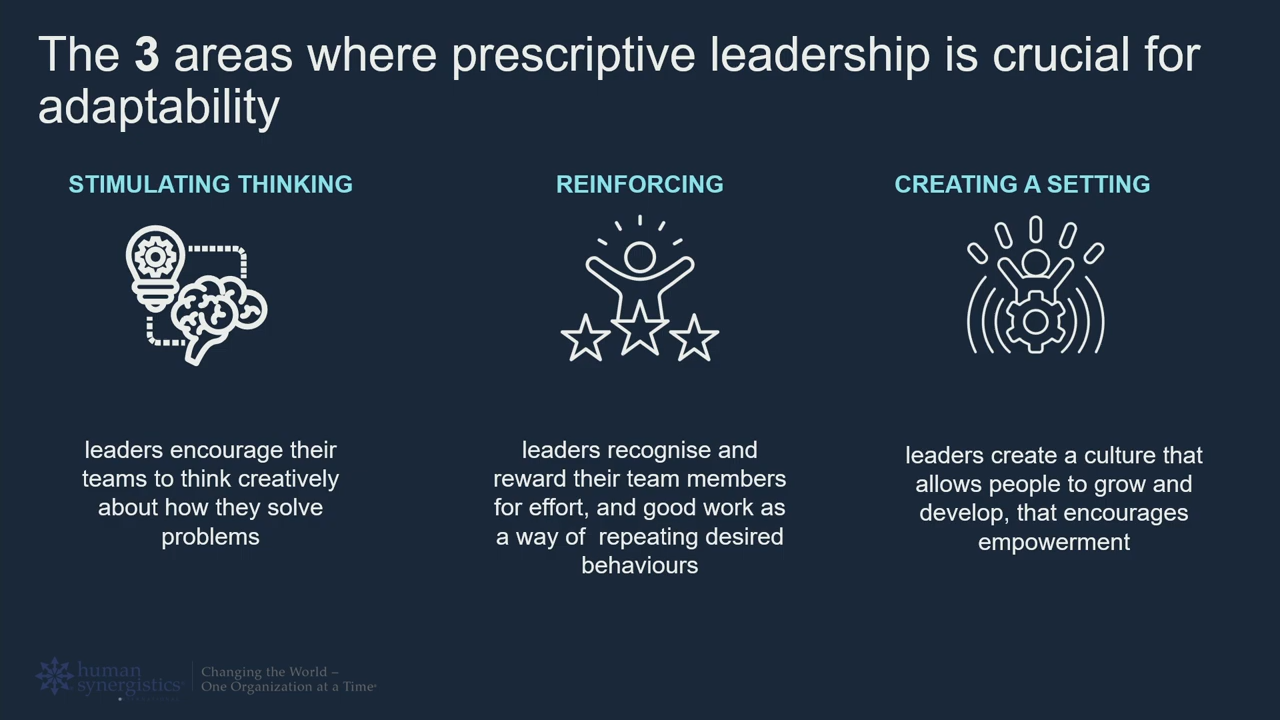 The 3 areas where prescriptive leadership is crucial for
adaptability
STIMULATING THINKING
leaders encourage their
teams to think creatively
about how they solve
problems
REINFORCING
leaders recognise and
reward their team members
for effort, and good work as
a way of  repeating desired
behaviours
CREATING A SETTING
leaders create a culture that
allows people to grow and
develop, that encourages
empowerment
human
synergistics
Changing the World –
One Organization at a Time